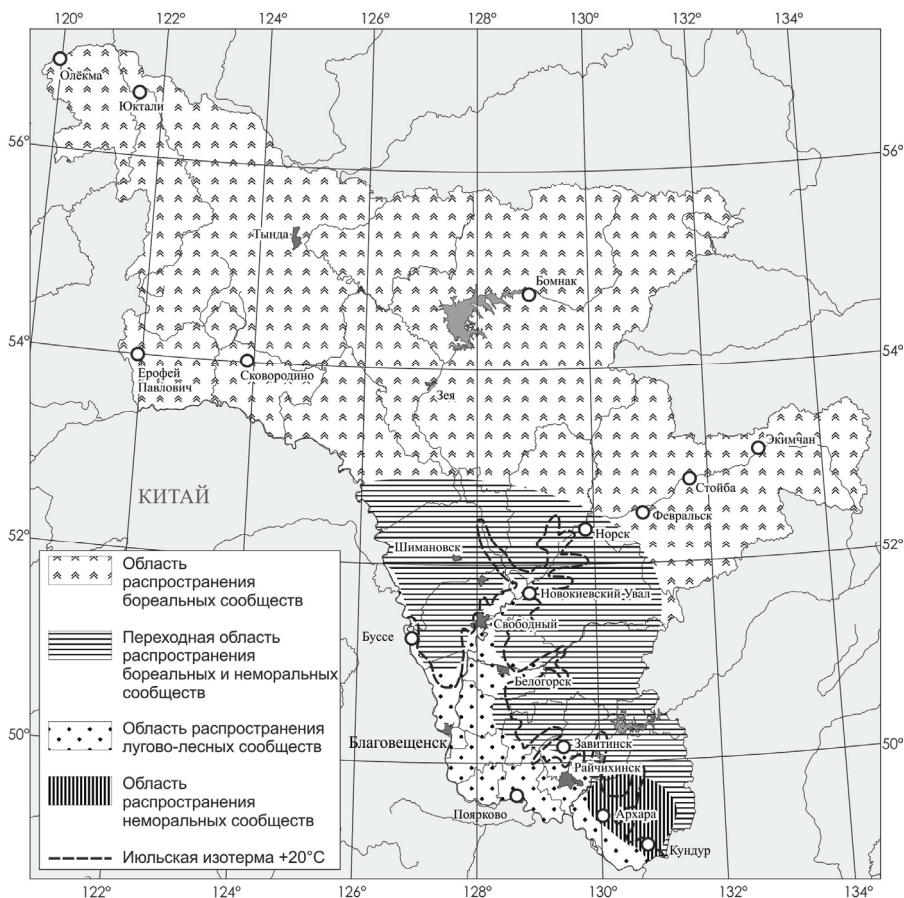 120° 122° 124° 126° 128° 130° 132° 134°
Олёкма
Юктали
56° 56°
Тында
Бомнак
54° 54°
Ерофей
Павлович
Сковородино
Зея
Экимчан
Стойба
КИТАЙ
Февральск
Норск
52° 52°
Шимановск
Новокиевский Увал
Свободный
Буссе
Белогорск
50° 50°
Благовещенск
Завитинск
Райчихинск
Поярково
Архара
Кундур
Область
распространения
бореальных сообществ
Переходная область
распространения
бореальных и неморальных
сообществ
Область распространения
лугово-лесных сообществ
Область
распространения
неморальных сообществ
Июльская изотерма +20°С
122° 124° 126° 128° 130° 132° 134°